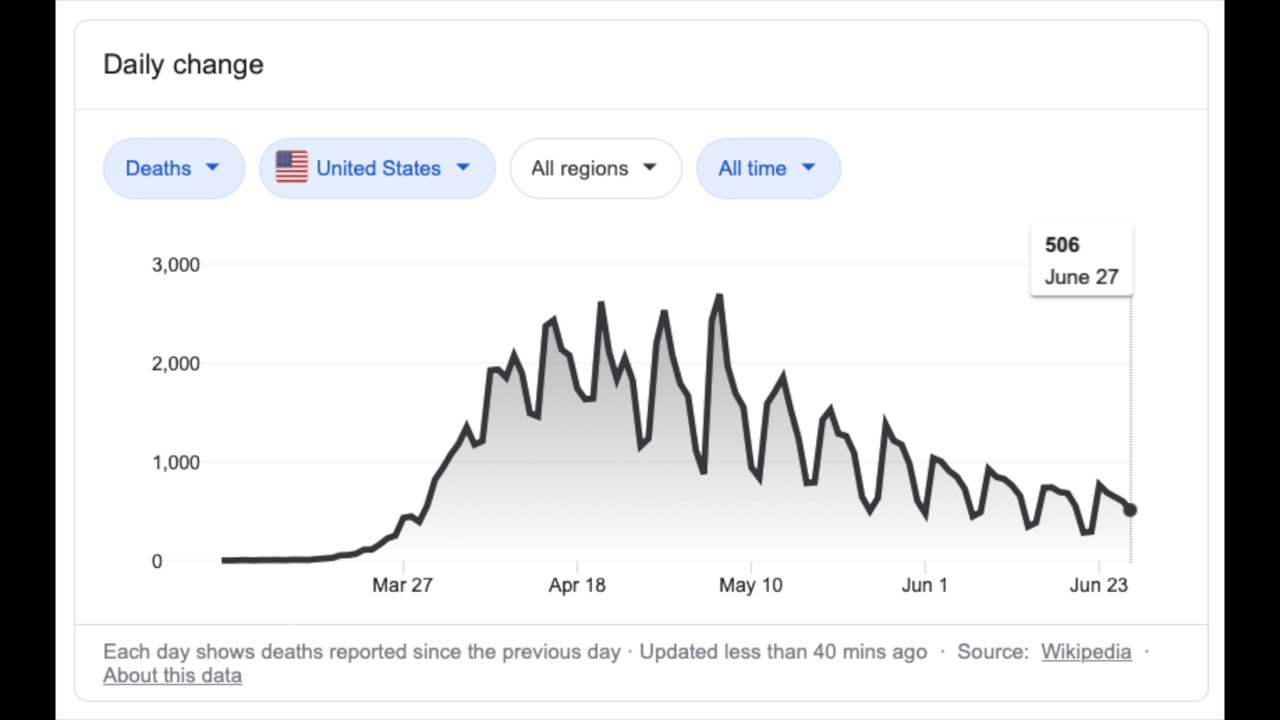 Daily change
Deaths United States All regions All time
506
June 27
3,000
2,000
1,000
0
Mar 27 Apr 18 May 10 Jun 1 Jun 23
Each day shows deaths reported since the previous day · Updated less than 40 mins ago · Source: Wikipedia ·
About this data